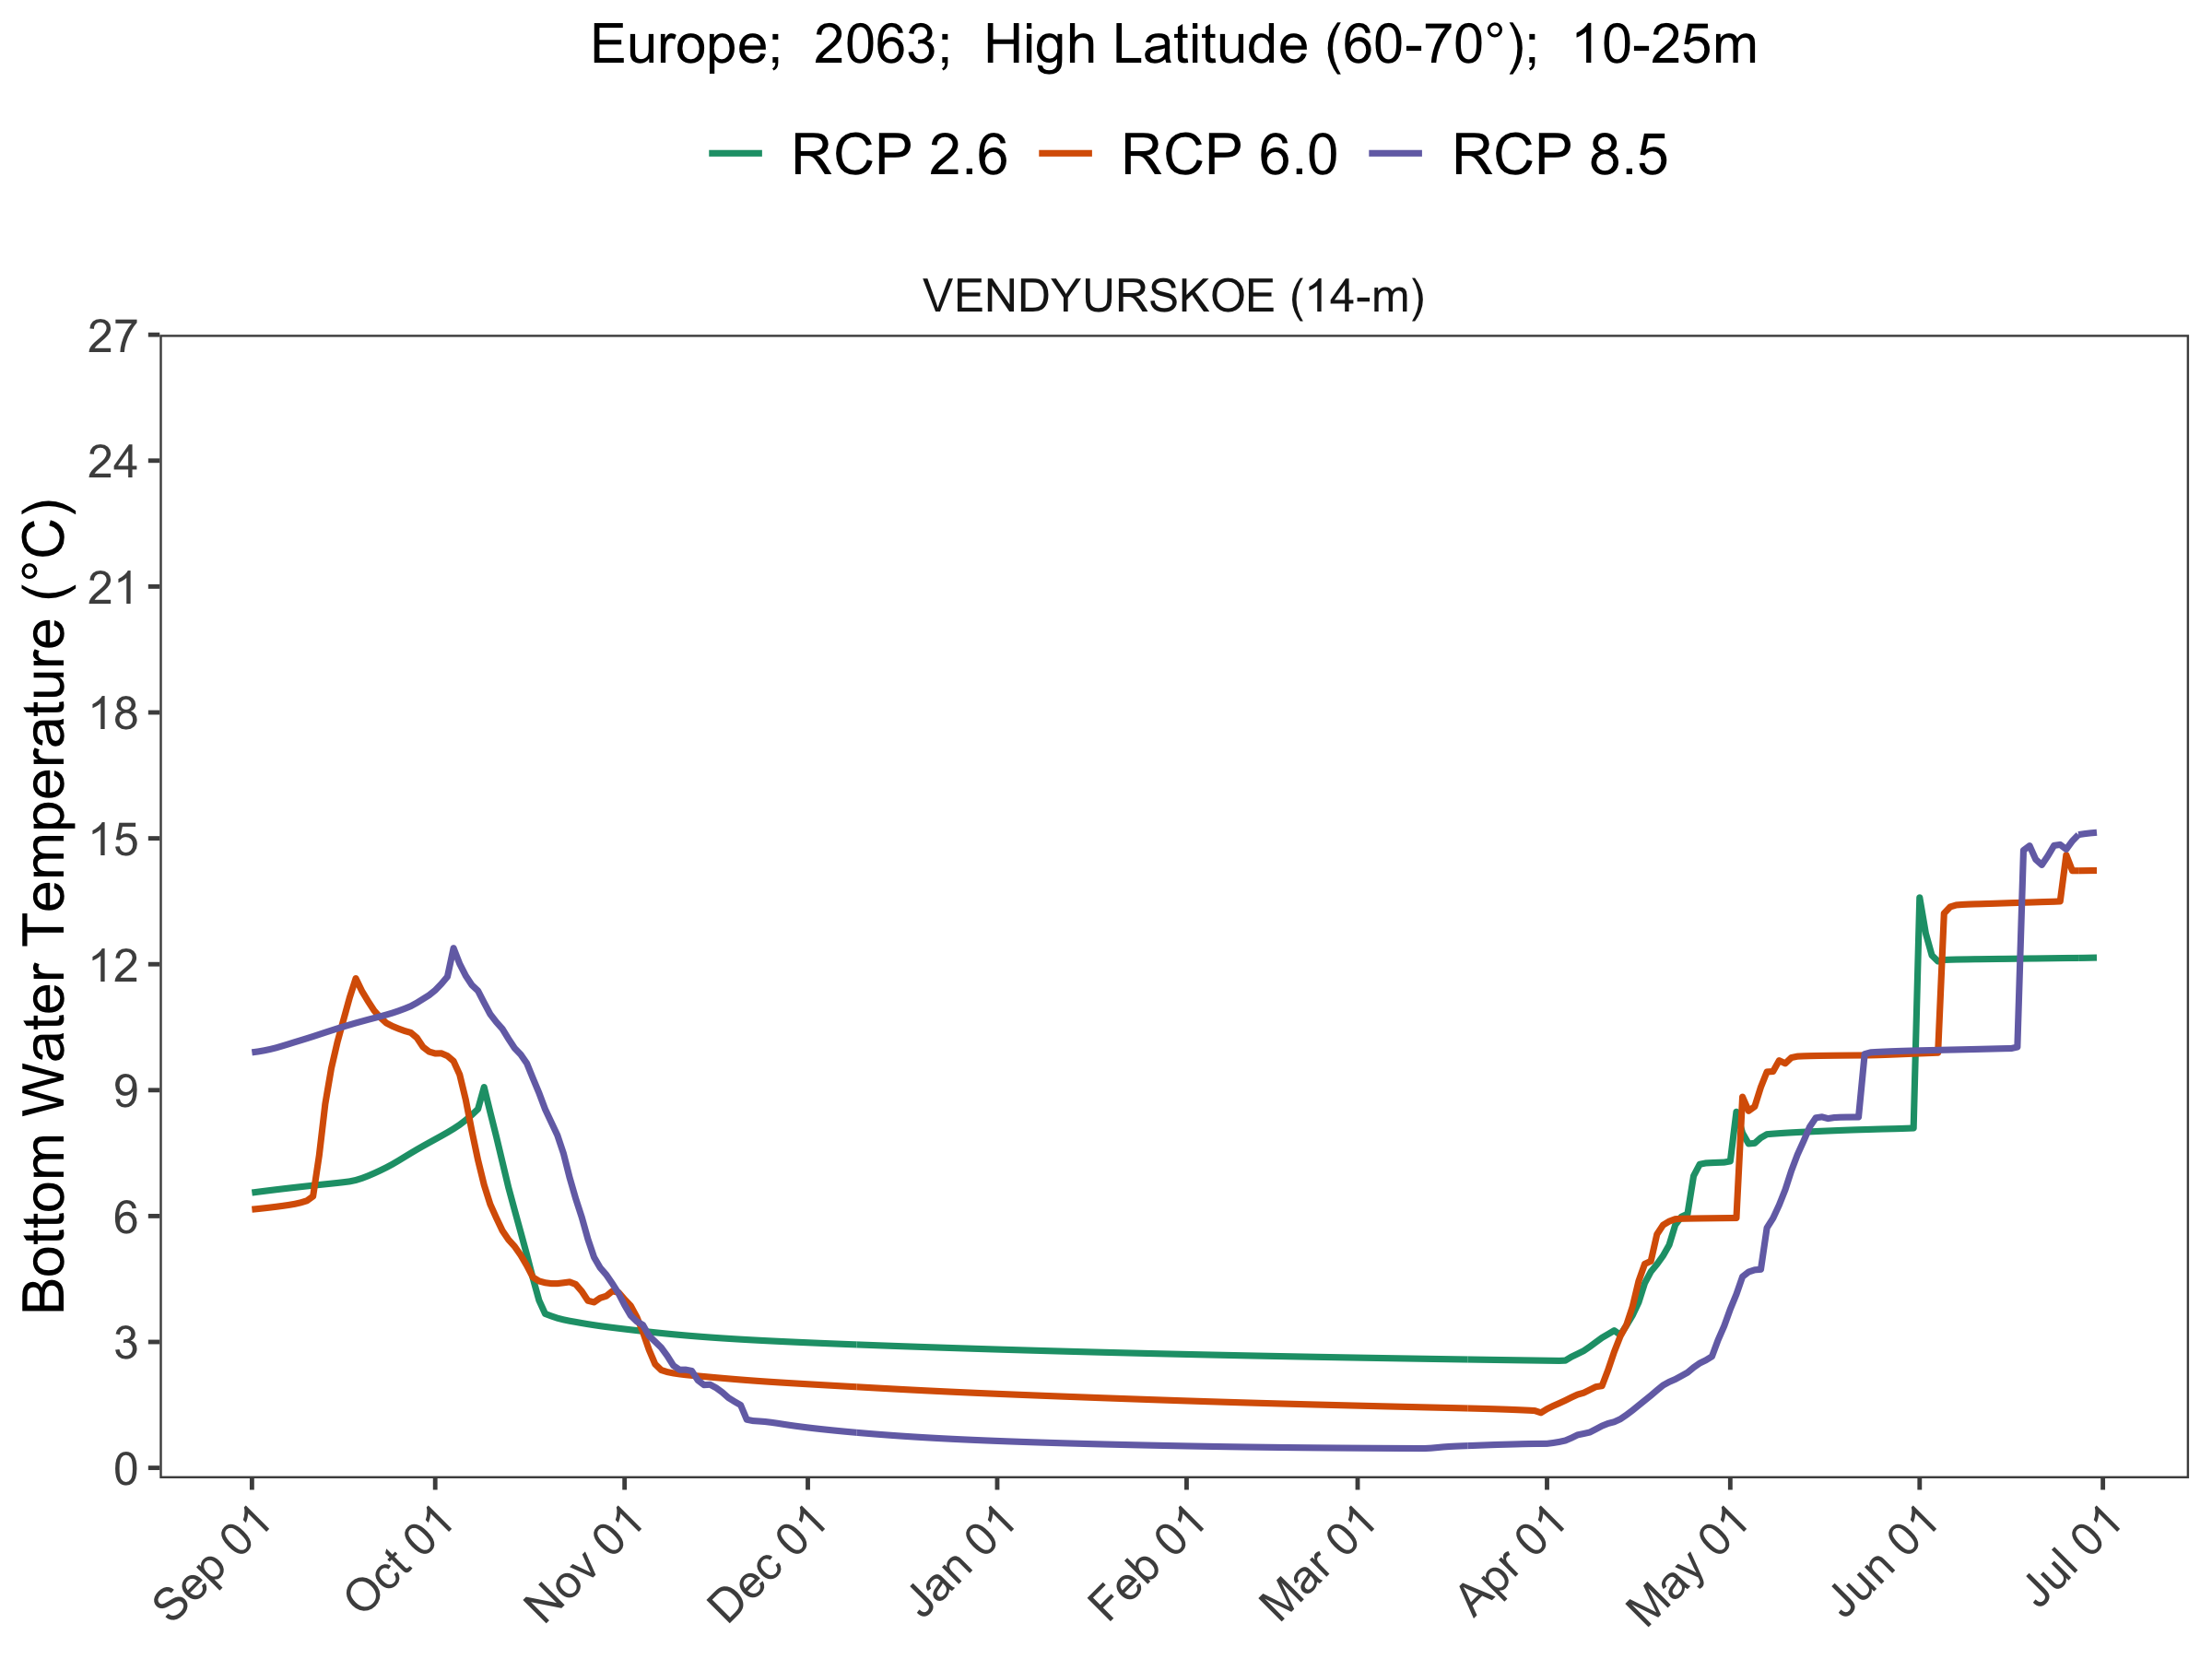 Europe;  2063;  High Latitude (60-70°);  10-25m
RCP 2.6 RCP 6.0 RCP 8.5
VENDYURSKOE (14-m)
Bottom Water Temperature (°C)
27
24
21
18
15
12
9
6
3
0
Sep 01 Oct 01 Nov 01 Dec 01 Jan 01 Feb 01 Mar 01 Apr 01 May 01 Jun 01 Jul 01